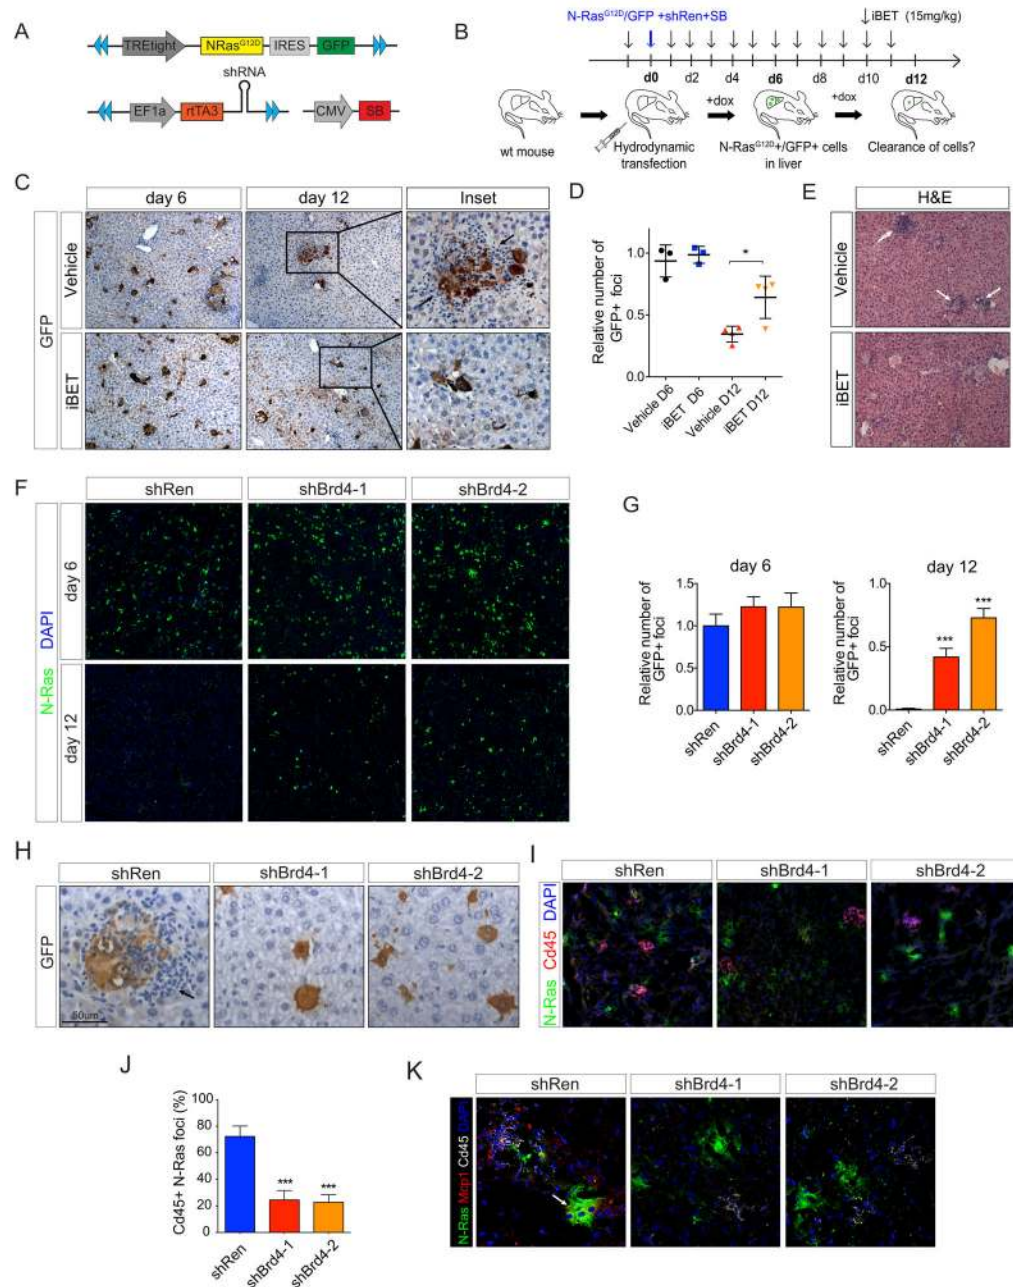 A
TREtight NRasG12D IRES GFP
shRNA
EF1a rtTA3 CMV SB
B
N-RasG12D/GFP +shRen+SB
iBET (15mg/kg)
d0 d2 d4 d6 d8 d10 d12
+dox +dox
wt mouse
Hydrodynamic
transfection
N-RasG12D+/GFP+ cells
in liver
Clearance of cells?
C
day 6 day 12 Inset
GFP
Vehicle
iBET
D
Relative number of
GFP+ foci
1.0
0.5
0.0
*
Vehicle D6
iBET D6
Vehicle D12
iBET D12
E
H&E
Vehicle
iBET
F
shRen shBrd4-1 shBrd4-2
N-Ras DAPI
day 6
day 12
G
day 6
Relative number of
GFP+ foci
1.5
1.0
0.5
0.0
shRen
shBrd4-1
shBrd4-2
day 12
Relative number of
GFP+ foci
1.0
0.5
0.0
***
***
shRen
shBrd4-1
shBrd4-2
H
shRen shBrd4-1 shBrd4-2
GFP
50µm
I
shRen shBrd4-1 shBrd4-2
N-Ras Cd45 DAPI
J
Cd45+ N-Ras foci (%)
100
80
60
40
20
0
***
***
shRen
shBrd4-1
shBrd4-2
K
shRen shBrd4-1 shBrd4-2
N-Ras Mcp1 Cd45 DAPI